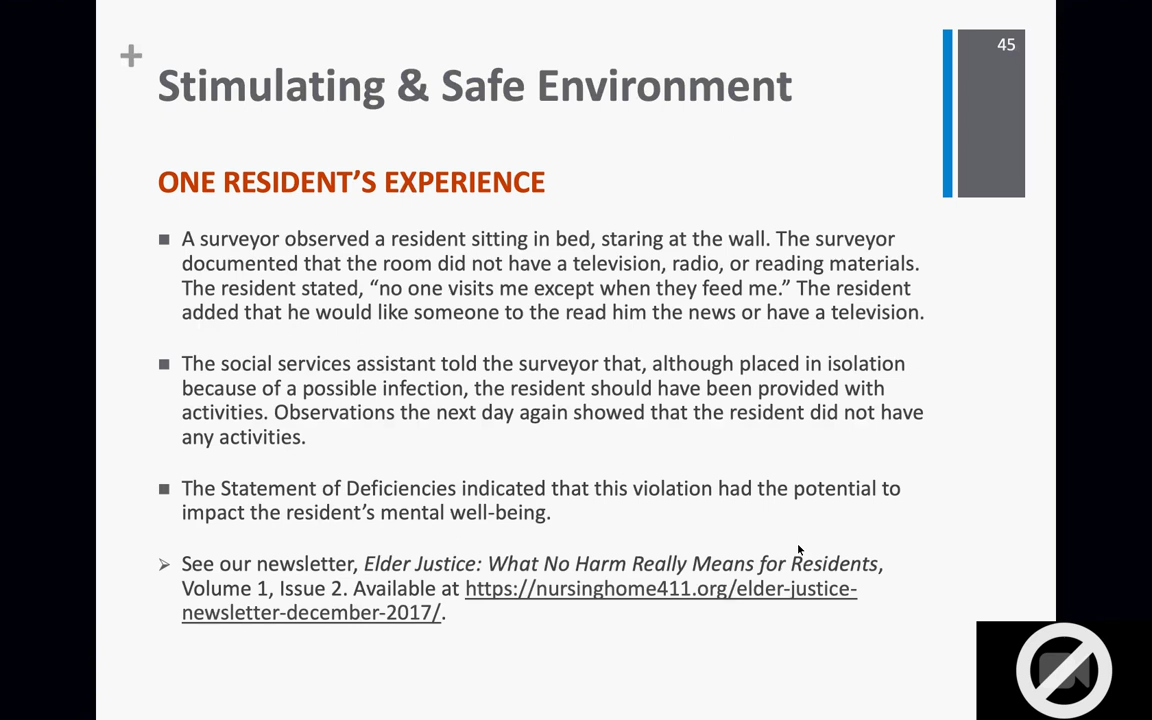 45
+
Stimulating & Safe Environment
ONE RESIDENT’S EXPERIENCE
■ A surveyor observed a resident sitting in bed, staring at the wall. The surveyor
documented that the room did not have a television, radio, or reading materials.
The resident stated, “no one visits me except when they feed me.” The resident
added that he would like someone to the read him the news or have a television.
■ The social services assistant told the surveyor that, although placed in isolation
because of a possible infection, the resident should have been provided with
activities. Observations the next day again showed that the resident did not have
any activities.
■ The Statement of Deficiencies indicated that this violation had the potential to
impact the resident’s mental well-being.
➢ See our newsletter, Elder Justice: What No Harm Really Means for Residents,
Volume 1, Issue 2. Available at https://nursinghome411.org/elder-justice-
newsletter-december-2017/.